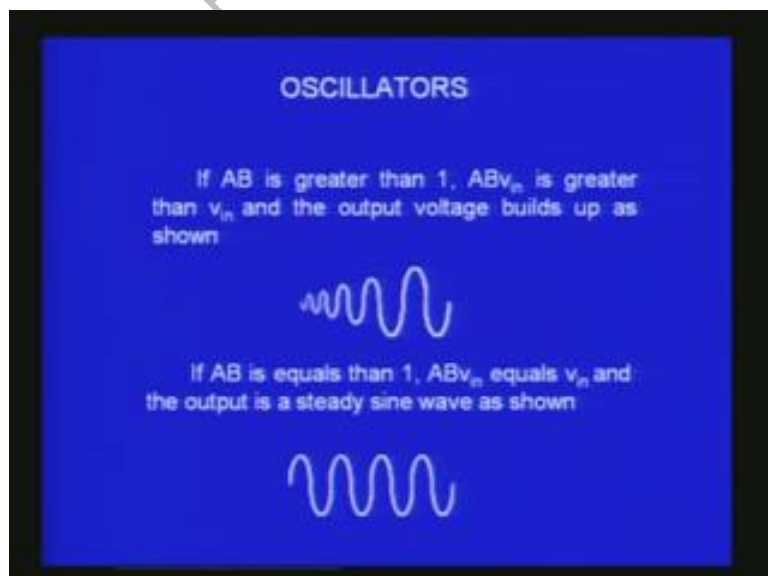 OSCILLATORS
If AB is greater than 1, ABvin is greater
than vin and the output voltage builds up as
shown
If AB is equals than 1, ABvin equals vin and
the output is a steady sine wave as shown